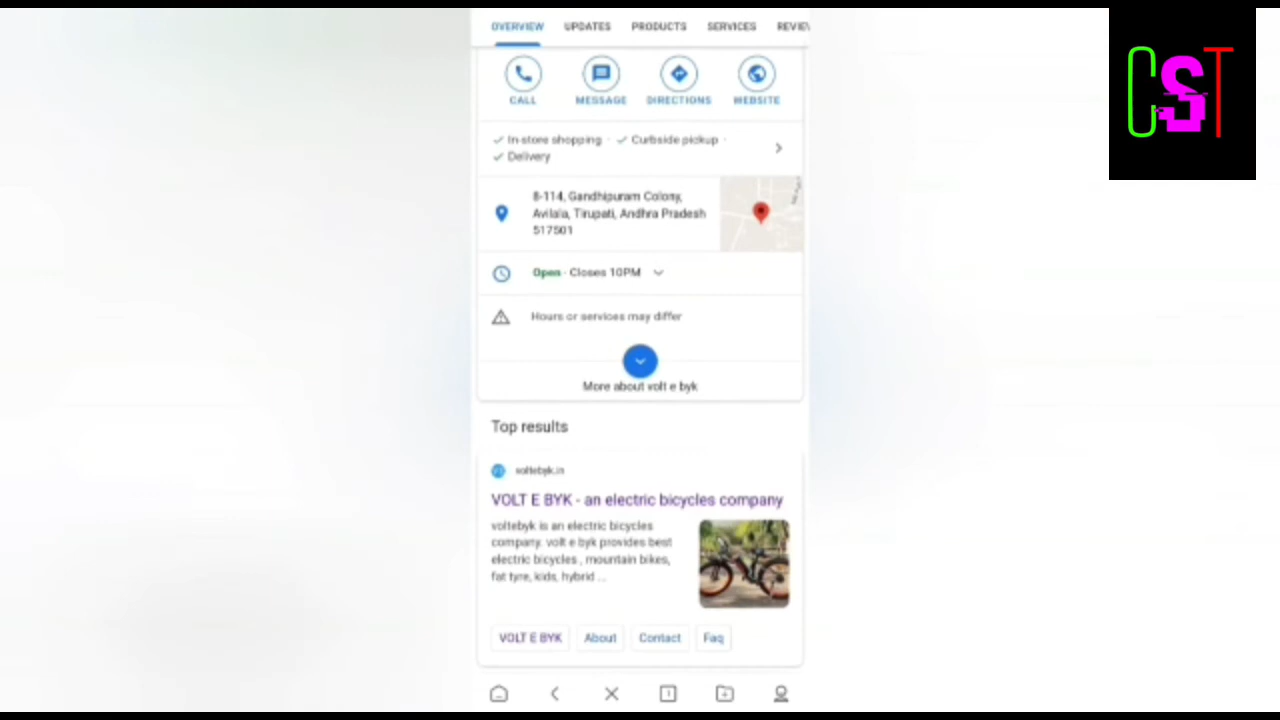 OVERVIEW UPDATES PRODUCTS SERVICES
CST
CALL MESSAGE DIRECTIONS WEBSITE
In-store shopping · Curbside pickup ·
Delivery
8-114, Gandhipuram Colony,
Avilala, Tirupati, Andhra Pradesh
517501
Open · Closes 10PM
Hours or services may differ
More about volt e byk
Top results
voltebyk.in
VOLT E BYK - an electric bicycles company
voltebyk is an electric bicycles
company. volt e byk provides best
electric bicycles , mountain bikes,
fat tyre, kids, hybrid ...
VOLT E BYK About Contact Faq